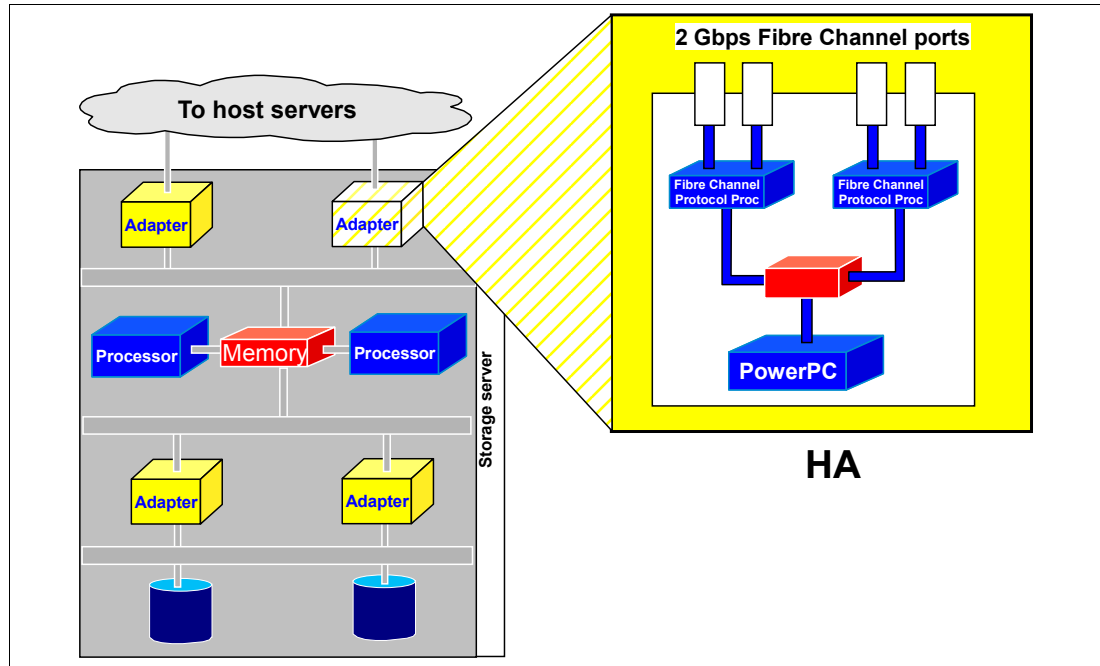 To host servers
Adapter
Adapter
Processor
Memory
Processor
Adapter
Adapter
Storage server
2 Gbps Fibre Channel ports
Fibre Channel
Protocol Proc
Fibre Channel
Protocol Proc
PowerPC
HA